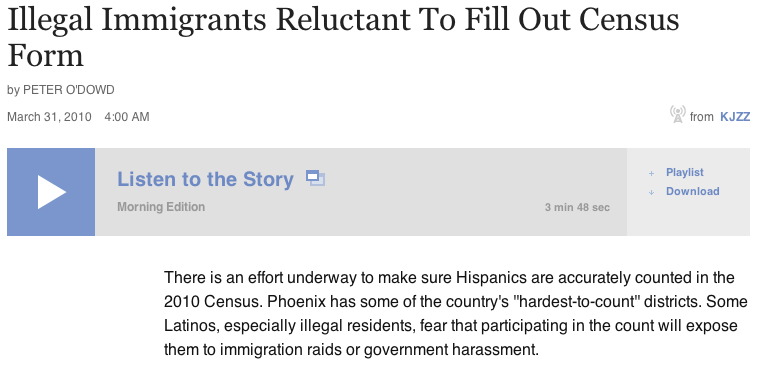 Illegal Immigrants Reluctant To Fill Out Census
Form
by PETER O'DOWD
March 31, 2010 4:00 AM
from KJZZ
Listen to the Story
Morning Edition
3 min 48 sec
Playlist
Download
There is an effort underway to make sure Hispanics are accurately counted in the
2010 Census. Phoenix has some of the country's "hardest-to-count" districts. Some
Latinos, especially illegal residents, fear that participating in the count will expose
them to immigration raids or government harassment.